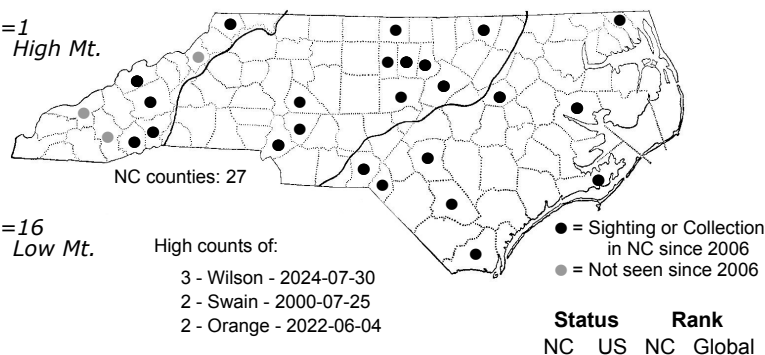 =1
High Mt.
NC counties: 27
=16
Low Mt.
High counts of:
3 - Wilson - 2024-07-30
2 - Swain - 2000-07-25
2 - Orange - 2022-06-04
= Sighting or Collection
in NC since 2006
= Not seen since 2006
Status Rank
NC US NC Global